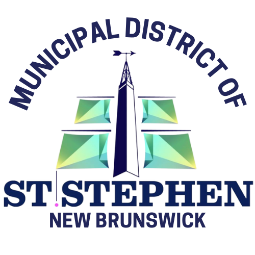 MUNICIPAL DISTRICT OF
ST. STEPHEN
NEW BRUNSWICK